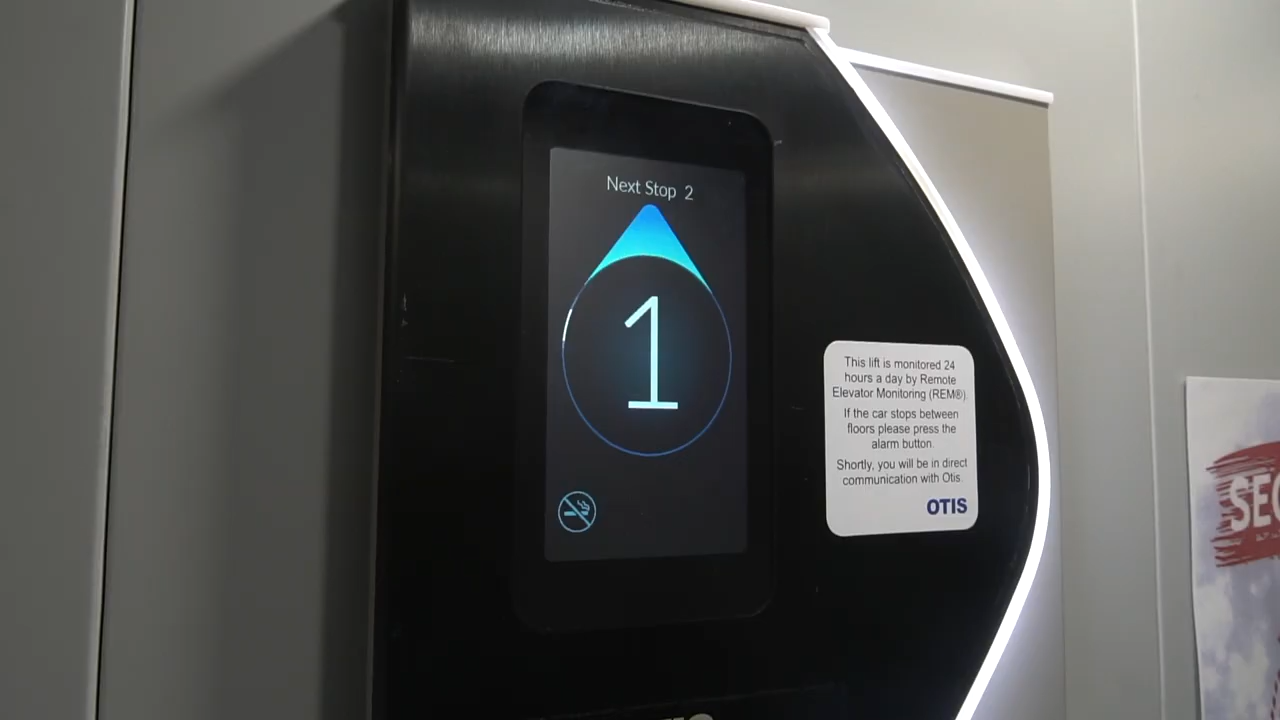 Next Stop 2
1
This lift is monitored 24
hours a day by Remote
Elevator Monitoring (REM®).
If the car stops between
floors please press the
alarm button.
Shortly, you will be in direct
communication with Otis.
OTIS